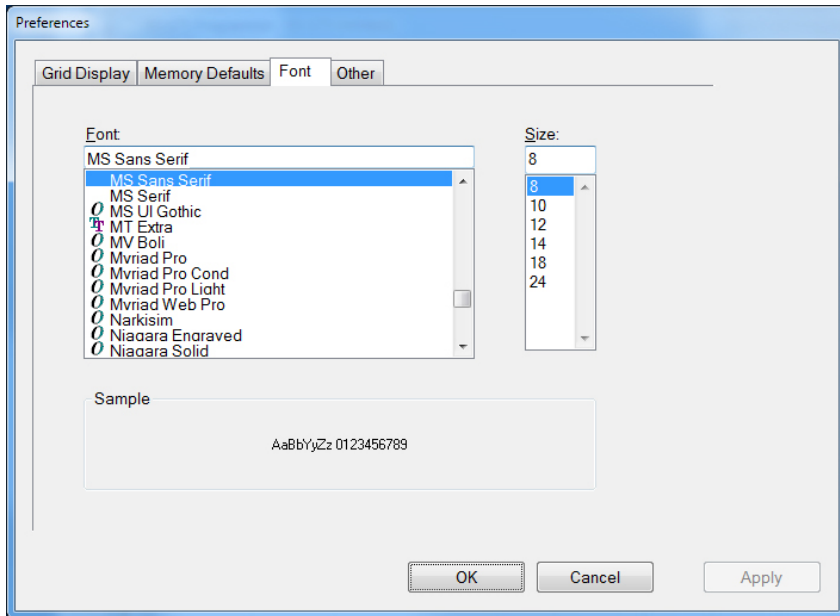 Preferences
Grid Display
Memory Defaults
Font
Other
Font:
MS Sans Serif
MS Sans Serif
MS Serif
MS UI Gothic
MT Extra
MV Boli
Myriad Pro
Myriad Pro Cond
Myriad Pro Light
Myriad Web Pro
Narkisim
Niagara Engraved
Niagara Solid
Size:
8
8
10
12
14
18
24
Sample
AaBbYyZz 0123456789
OK
Cancel
Apply